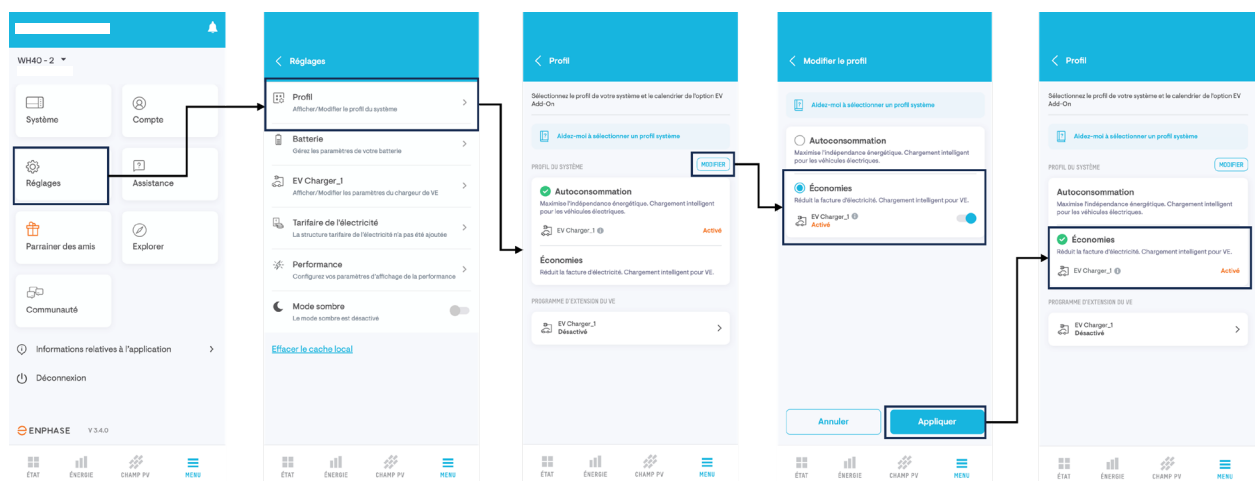 WH40 - 2
Système
Compte
Réglages
Assistance
Parrainer des amis
Explorer
Communauté
Informations relatives à l'application
Déconnexion
ENPHASE V 3.4.0
ÉTAT
ÉNERGIE
CHAMP PV
MENU
Réglages
Profil
Afficher/Modifier le profil du système
Batterie
Gérez les paramètres de votre batterie
EV Charger_1
Afficher/Modifier les paramètres du chargeur de VE
Tarifaire de l'électricité
La structure tarifaire de l'électricité n'a pas été ajoutée
Performance
Configurez vos paramètres d'affichage de la performance
Mode sombre
Le mode sombre est désactivé
Effacer le cache local
ÉTAT
ÉNERGIE
CHAMP PV
MENU
Profil
Sélectionnez le profil de votre système et le calendrier de l'option EV
Add-On
Aidez-moi à sélectionner un profil système
PROFIL DU SYSTÈME
MODIFIER
Autoconsommation
Maximise l'indépendance énergétique. Chargement intelligent
pour les véhicules électriques.
EV Charger_1
Activé
Économies
Réduit la facture d'électricité. Chargement intelligent pour VE.
PROGRAMME D'EXTENSION DU VE
EV Charger_1
Désactivé
ÉTAT
ÉNERGIE
CHAMP PV
MENU
Modifier le profil
Aidez-moi à sélectionner un profil système
Autoconsommation
Maximise l'indépendance énergétique. Chargement intelligent
pour les véhicules électriques.
Économies
Réduit la facture d'électricité. Chargement intelligent pour VE.
EV Charger_1
Activé
Annuler
Appliquer
ÉTAT
ÉNERGIE
CHAMP PV
MENU
Profil
Sélectionnez le profil de votre système et le calendrier de l'option EV
Add-On
Aidez-moi à sélectionner un profil système
PROFIL DU SYSTÈME
MODIFIER
Autoconsommation
Maximise l'indépendance énergétique. Chargement intelligent
pour les véhicules électriques.
Économies
Réduit la facture d'électricité. Chargement intelligent pour VE.
EV Charger_1
Activé
PROGRAMME D'EXTENSION DU VE
EV Charger_1
Désactivé
ÉTAT
ÉNERGIE
CHAMP PV
MENU